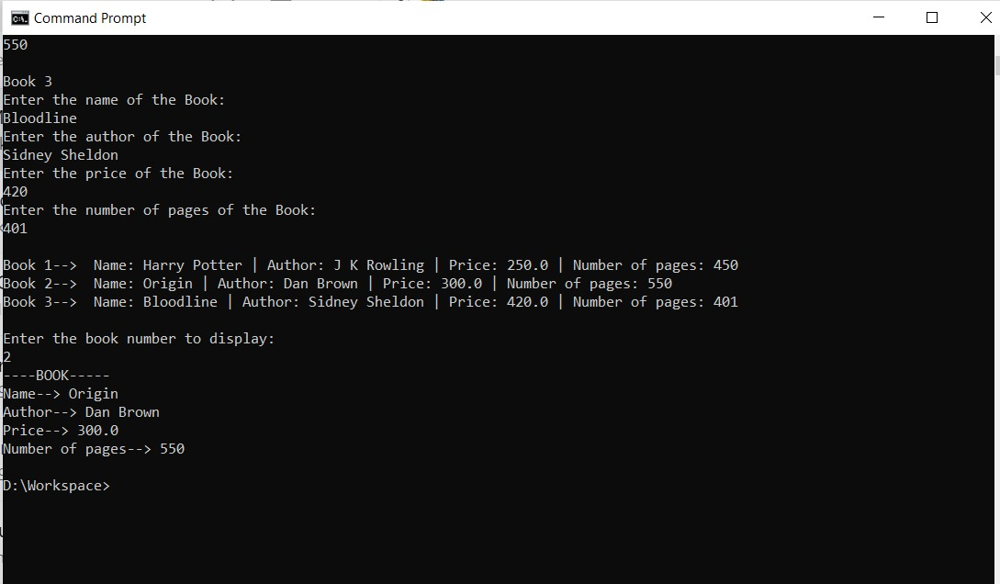 Command Prompt
550
Book 3
Enter the name of the Book:
Bloodline
Enter the author of the Book:
Sidney Sheldon
Enter the price of the Book:
420
Enter the number of pages of the Book:
401
Book 1-->  Name: Harry Potter | Author: J K Rowling | Price: 250.0 | Number of pages: 450
Book 2-->  Name: Origin | Author: Dan Brown | Price: 300.0 | Number of pages: 550
Book 3-->  Name: Bloodline | Author: Sidney Sheldon | Price: 420.0 | Number of pages: 401
Enter the book number to display:
2
----BOOK-----
Name--> Origin
Author--> Dan Brown
Price--> 300.0
Number of pages--> 550
D:\Workspace>